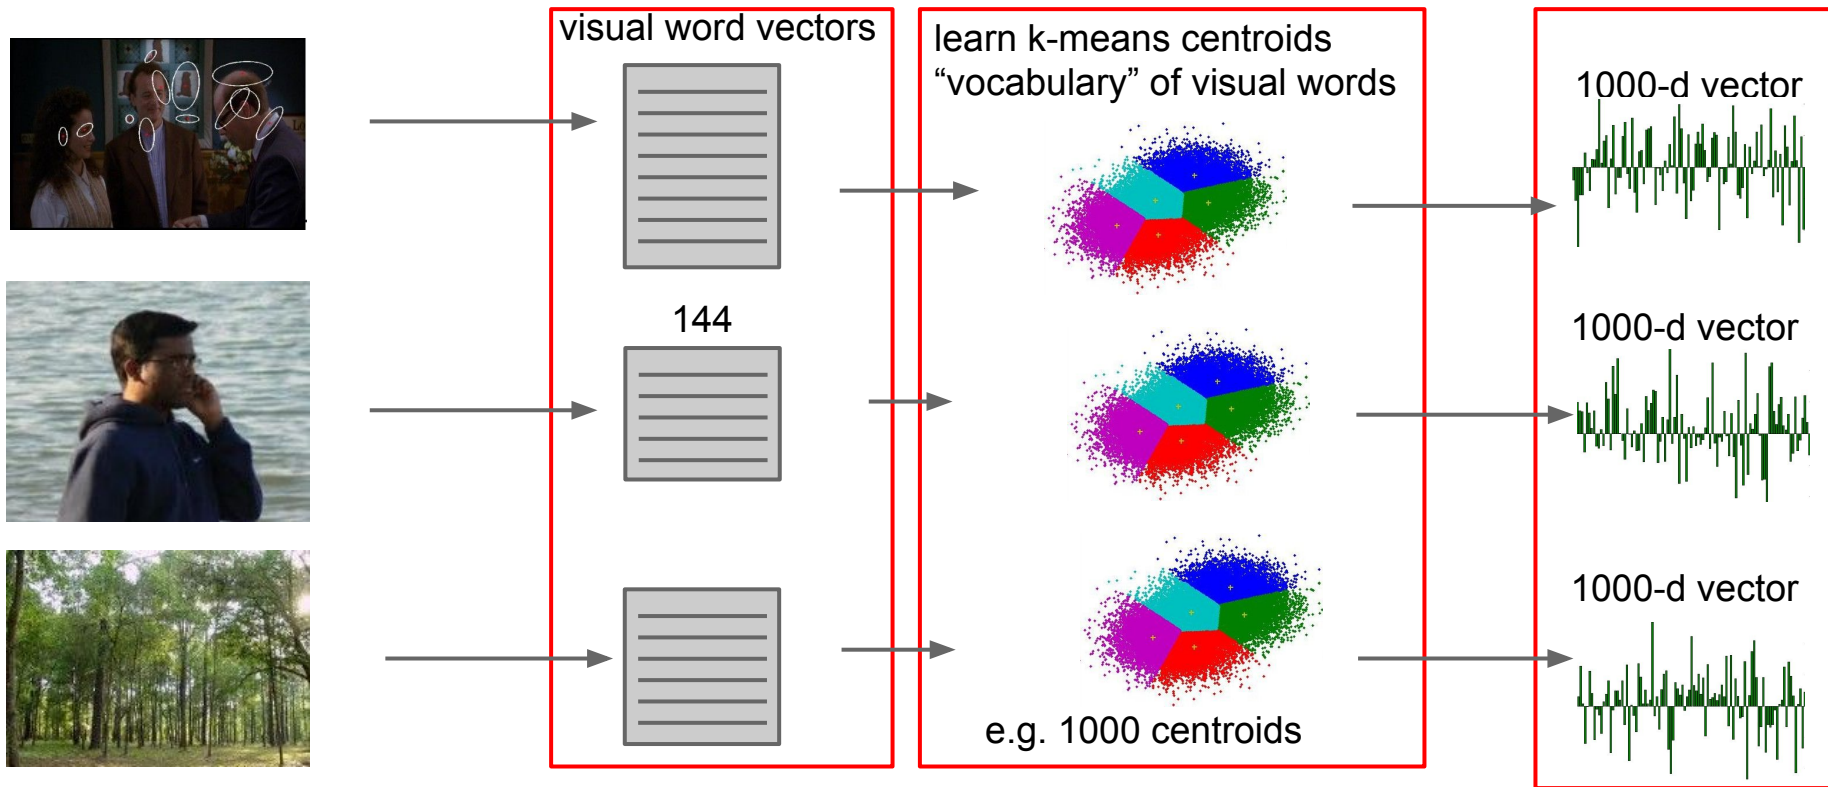 visual word vectors
learn k-means centroids
“vocabulary” of visual words
1000-d vector
144
1000-d vector
1000-d vector
e.g. 1000 centroids